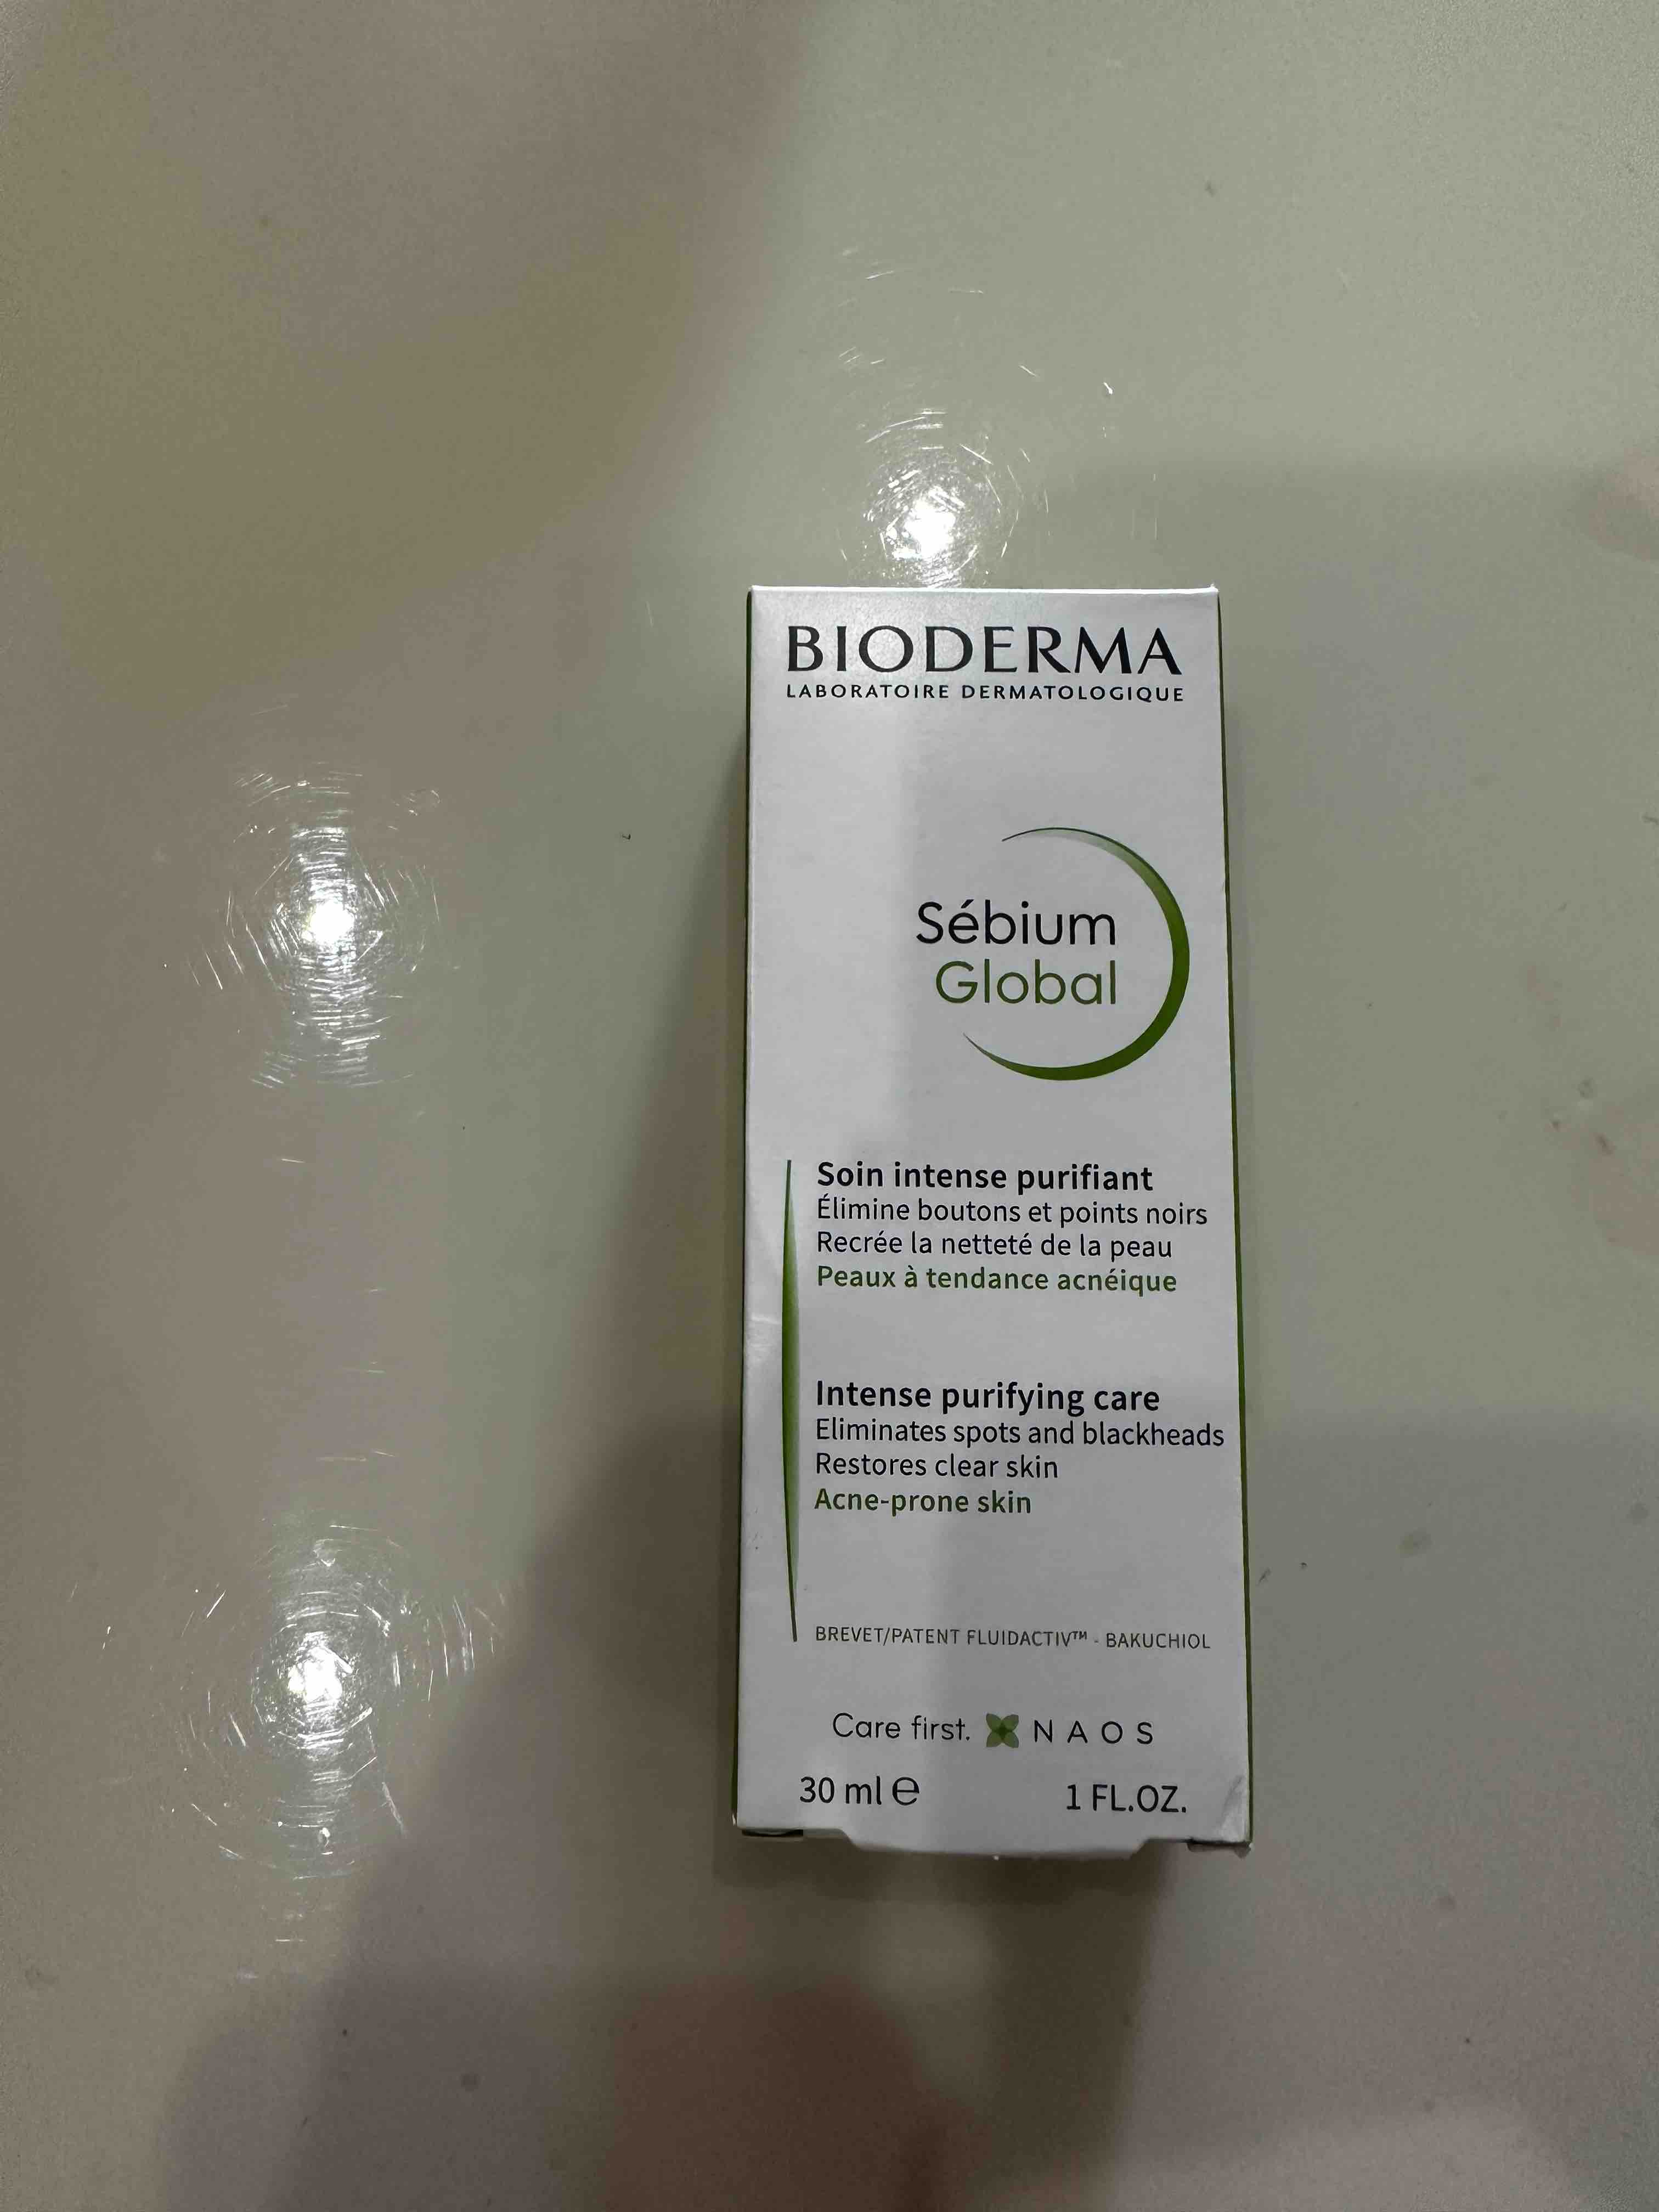 BIODERMA
LABORATOIRE DERMATOLOGIQUE
Sébium
Global
Soin intense purifiant
Élimine boutons et points noirs
Recrée la netteté de la peau
Peaux à tendance acnéique
Intense purifying care
Eliminates spots and blackheads
Restores clear skin
Acne-prone skin
BREVET/PATENT FLUIDACTIV™ - BAKUCHIOL
Care first. NAOS
30 ml ℮ 1 FL.OZ.